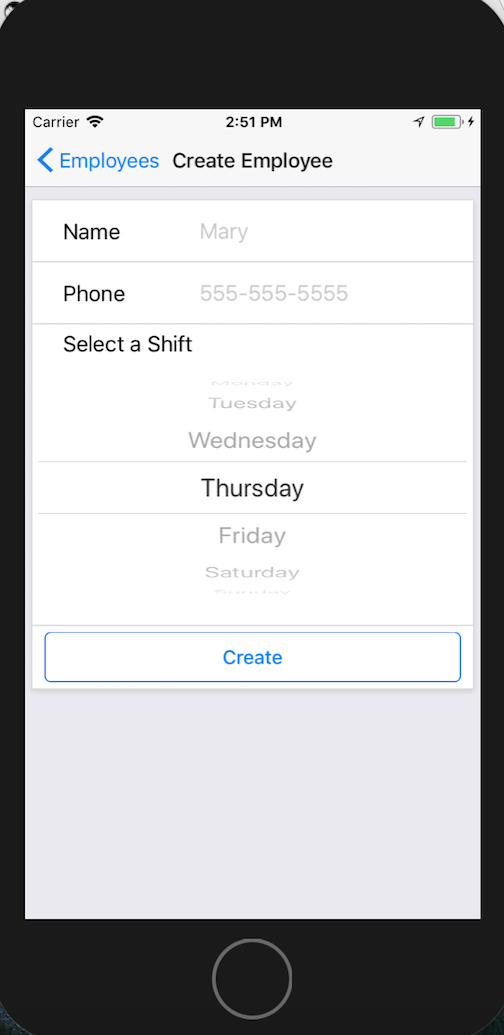 Carrier 2:51 PM
Employees Create Employee
Name Mary
Phone 555-555-5555
Select a Shift
Monday
Tuesday
Wednesday
Thursday
Friday
Saturday
Sunday
Create